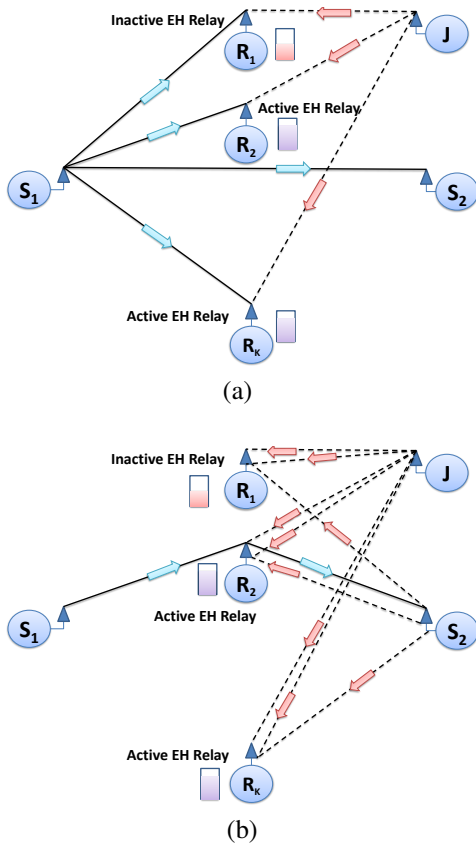 Inactive EH Relay
R1
J
Active EH Relay
R2
S1
S2
Active EH Relay
RK
(a)
Inactive EH Relay
R1
J
R2
Active EH Relay
S1
S2
Active EH Relay
RK
(b)